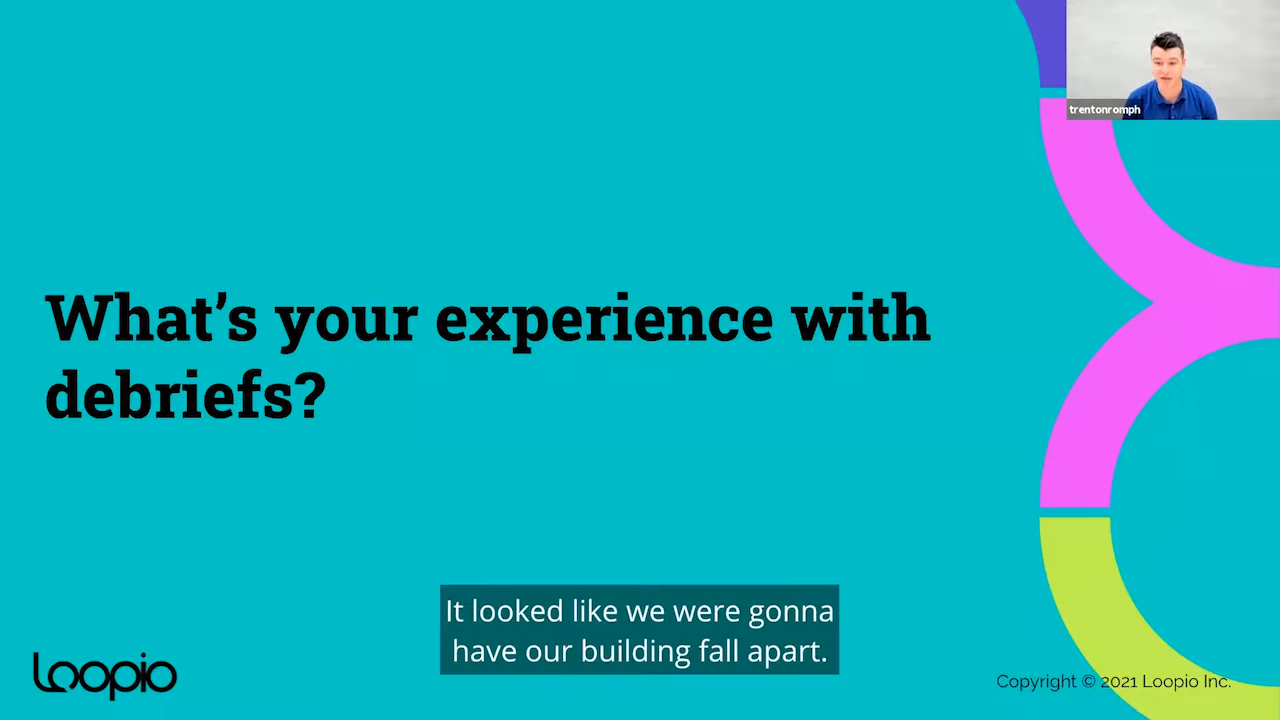 trentonromph
What's your experience with
debriefs?
It looked like we were gonna
have our building fall apart.
Loopio
Copyright © 2021 Loopio Inc.